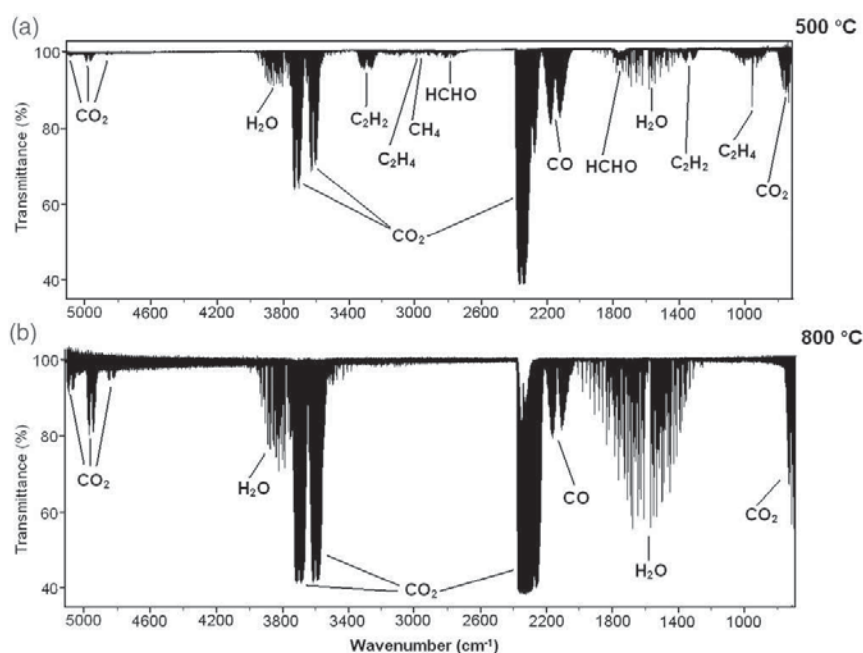 (a)
500 °C
Transmittance (%)
100
80
60
40
CO₂
H₂O
C₂H₂
C₂H₄
CH₄
HCHO
CO₂
CO
HCHO
H₂O
C₂H₂
C₂H₄
CO₂
5000 4600 4200 3800 3400 3000 2600 2200 1800 1400 1000
(b)
800 °C
Transmittance (%)
100
80
60
40
CO₂
H₂O
CO₂
CO
H₂O
CO₂
5000 4600 4200 3800 3400 3000 2600 2200 1800 1400 1000
Wavenumber (cm⁻¹)